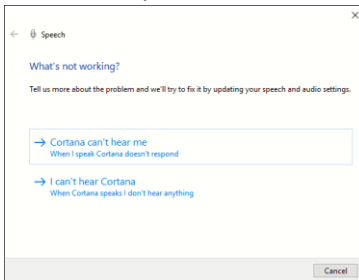 Speech
What's not working?
Tell us more about the problem and we'll try to fix it by updating your speech and audio settings.
Cortana can't hear me
When I speak Cortana doesn't respond
I can't hear Cortana
When Cortana speaks I don't hear anything
Cancel